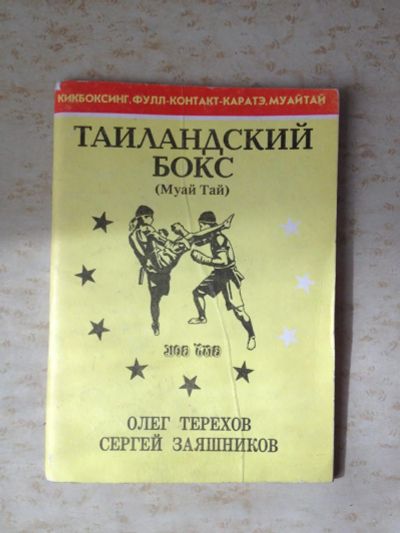 КИКБОКСИНГ, ФУЛЛ-КОНТАКТ-КАРАТЭ, МУАЙТАЙ
ТАИЛАНДСКИЙ
БОКС
(Муай Тай)
ОЛЕГ ТЕРЕХОВ
СЕРГЕЙ ЗАЯШНИКОВ